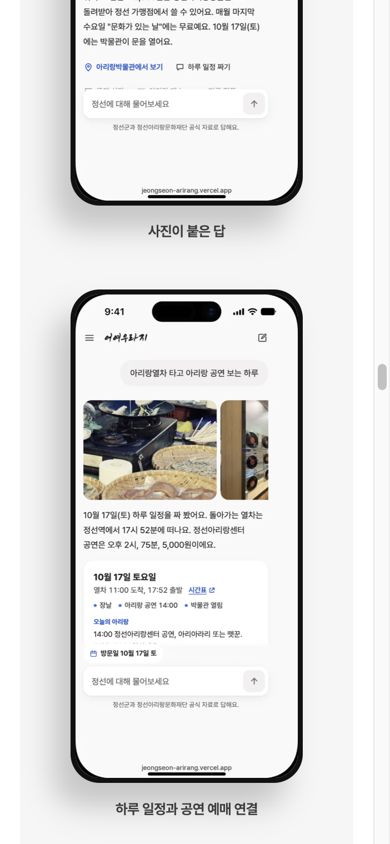 돌려받아 정선 가맹점에서 쓸 수 있어요. 매월 마지막
수요일 "문화가 있는 날"에는 무료예요. 10월 17일(토)
에는 박물관이 문을 열어요.
아리랑박물관에서 보기
하루 일정 짜기
정선에 대해 물어보세요
정선군과 정선아리랑문화재단 공식 자료로 답해요.
jeongseon-arirang.vercel.app
사진이 붙은 답
9:41
아리랑열차 타고 아리랑 공연 보는 하루
10월 17일(토) 하루 일정을 짜 봤어요. 돌아가는 열차는
정선역에서 17시 52분에 떠나요. 정선아리랑센터
공연은 오후 2시, 75분, 5,000원이에요.
10월 17일 토요일
열차 11:00 도착, 17:52 출발 시간표
• 장날 • 아리랑 공연 14:00 • 박물관 열림
오늘의 아리랑
14:00 정선아리랑센터 공연, 아리아라리 또는 뗏꾼.
방문일 10월 17일 토
정선에 대해 물어보세요
정선군과 정선아리랑문화재단 공식 자료로 답해요.
jeongseon-arirang.vercel.app
하루 일정과 공연 예매 연결